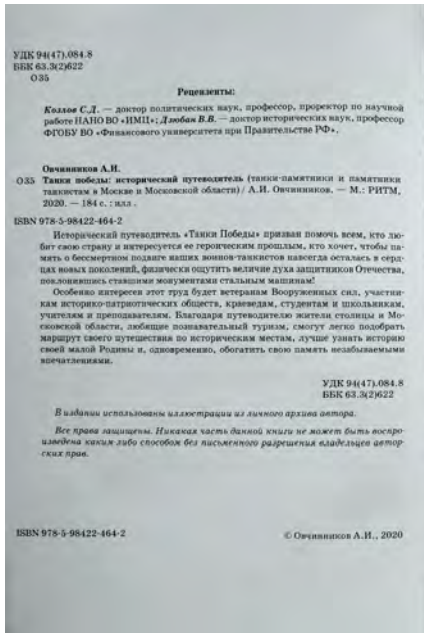 УДК 94(47).084.8
ББК 63.3(2)622
О35
Рецензенты:
Козлов С.Д. — доктор политических наук, профессор, проректор по научной
работе НАНО ВО «ИМЦ»; Дзюбан В.В. — доктор исторических наук, профессор
ФГОБУ ВО «Финансового университета при Правительстве РФ».
Овчинников А.И.
О35 Танки победы: исторический путеводитель (танки-памятники и памятники
танкистам в Москве и Московской области) / А.И. Овчинников. — М.: РИТМ,
2020. — 184 с. : илл.
ISBN 978-5-98422-464-2
Исторический путеводитель «Танки Победы» призван помочь всем, кто лю-
бит свою страну и интересуется ее героическим прошлым, кто хочет, чтобы па-
мять о бессмертном подвиге наших воинов-танкистов навсегда осталась в серд-
цах новых поколений, физически ощутить величие духа защитников Отечества,
поклонившись ставшими монументами стальным машинам!
Особенно интересен этот труд будет ветеранам Вооруженных сил, участни-
кам историко-патриотических обществ, краеведам, студентам и школьникам,
учителям и преподавателям. Благодаря путеводителю жители столицы и Мо-
сковской области, любящие познавательный туризм, смогут легко подобрать
маршрут своего путешествия по историческим местам, лучше узнать историю
своей малой Родины и, одновременно, обогатить свою память незабываемыми
впечатлениями.
УДК 94(47).084.8
ББК 63.3(2)622
В издании использованы иллюстрации из личного архива автора.
Все права защищены. Никакая часть данной книги не может быть воспро-
изведена каким-либо способом без письменного разрешения владельцев автор-
ских прав.
ISBN 978-5-98422-464-2
© Овчинников А.И., 2020